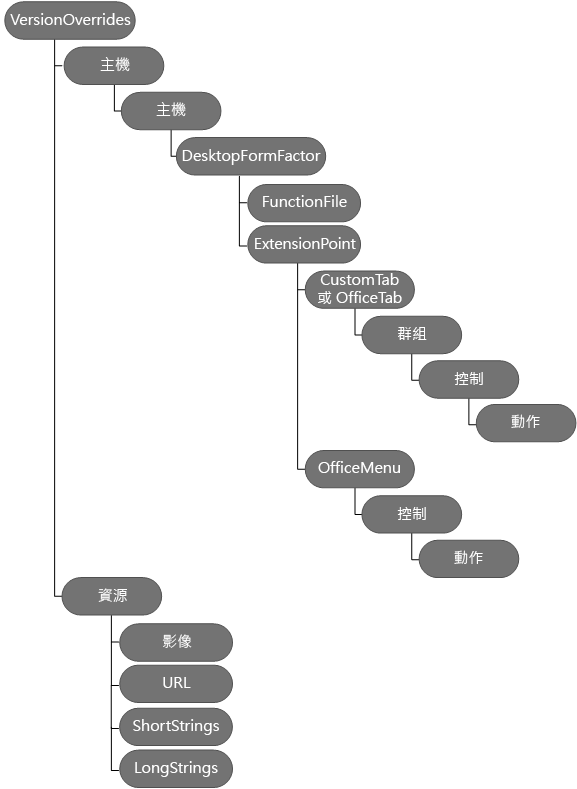 VersionOverrides
主機
主機
DesktopFormFactor
FunctionFile
ExtensionPoint
CustomTab
或 OfficeTab
群組
控制
動作
OfficeMenu
控制
動作
資源
影像
URL
ShortStrings
LongStrings